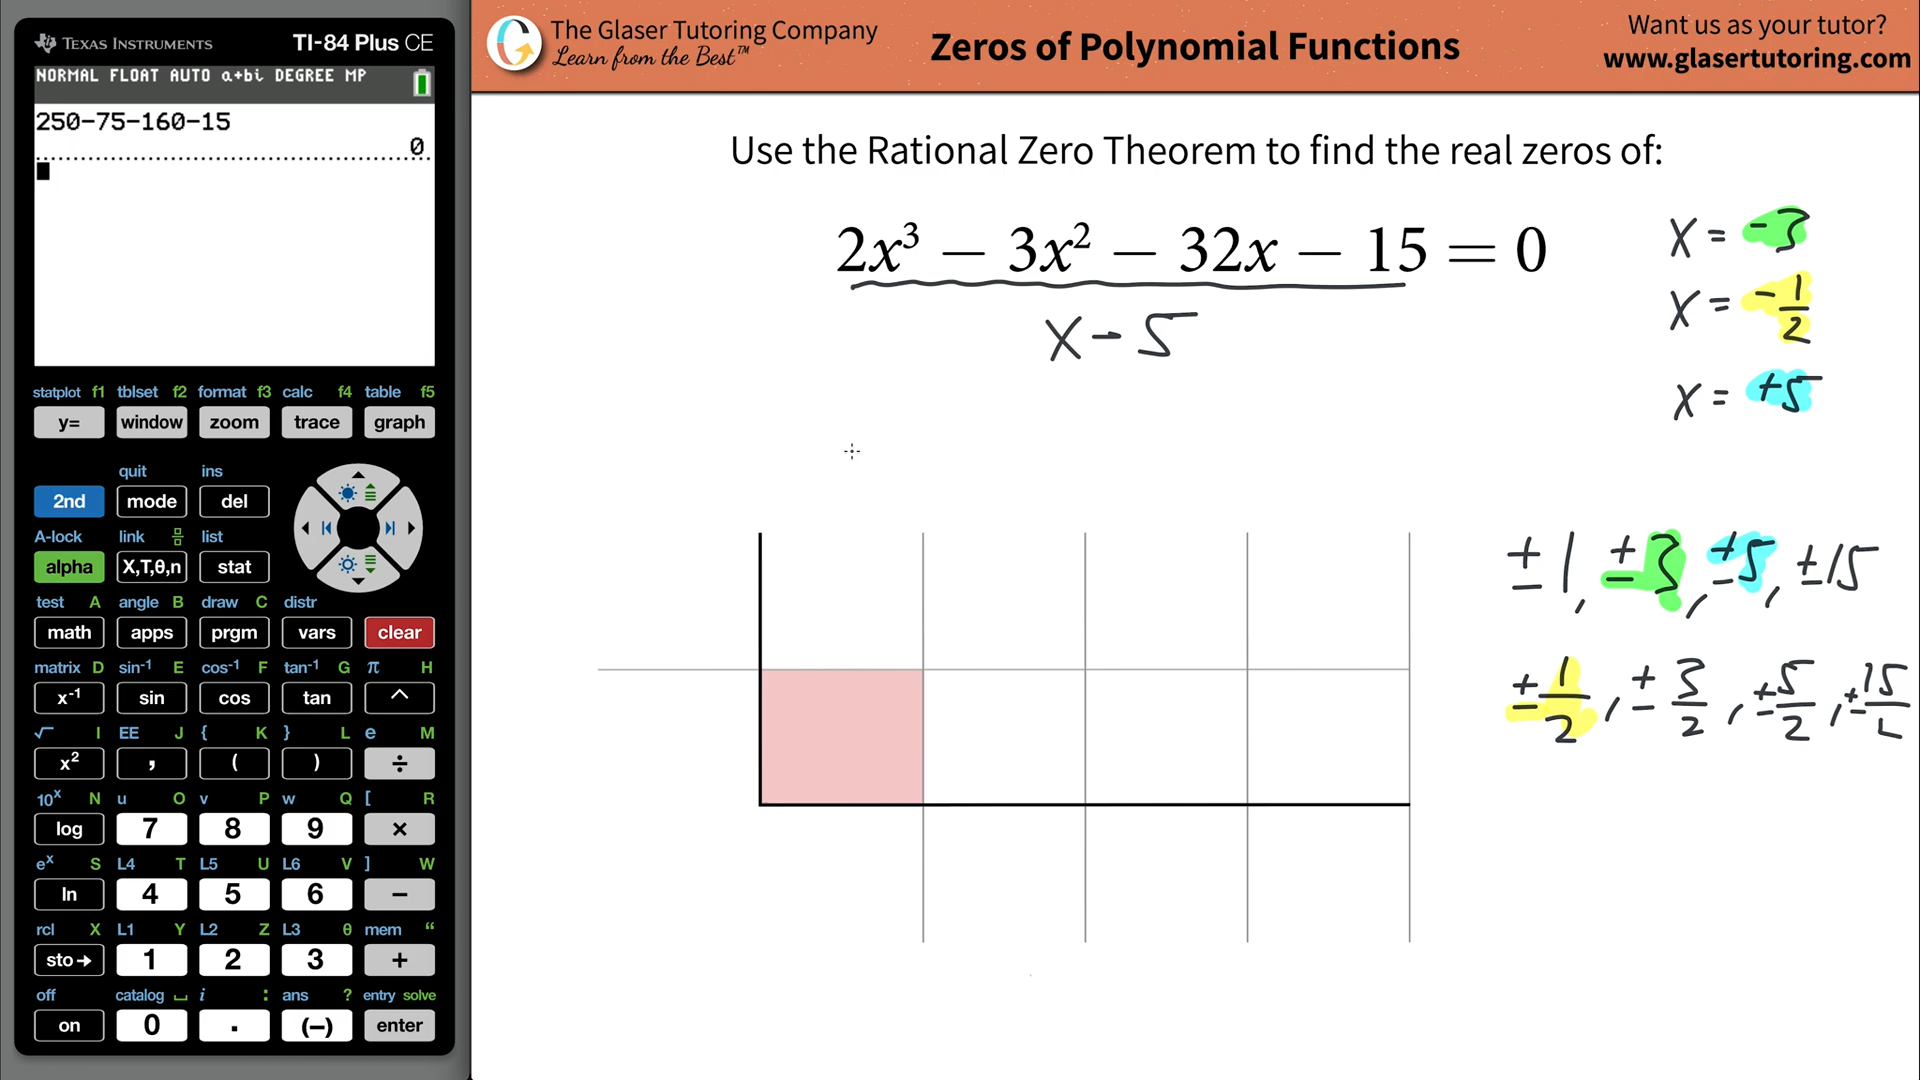 TEXAS INSTRUMENTS TI-84 Plus CE
NORMAL FLOAT AUTO a+bi DEGREE MP
250-75-160-15
0
statplot f1 tblset f2 format f3 calc f4 table f5
y= window zoom trace graph
quit ins
2nd mode del
A-lock link list
alpha X,T,θ,n stat
test A angle B draw C distr
math apps prgm vars clear
matrix D sin⁻¹ E cos⁻¹ F tan⁻¹ G π H
x⁻¹ sin cos tan ^
√ I EE J { K } L e M
x² , ( ) ÷
10ˣ N u O v P w Q [ R
log 7 8 9 ×
eˣ S L4 T L5 U L6 V ] W
ln 4 5 6 −
rcl X L1 Y L2 Z L3 θ mem "
sto→ 1 2 3 +
off catalog ⎵ i : ans ? entry solve
on 0 . (−) enter
The Glaser Tutoring Company
Learn from the Best™
Zeros of Polynomial Functions
Want us as your tutor?
www.glasertutoring.com
Use the Rational Zero Theorem to find the real zeros of:
2x³ − 3x² − 32x − 15 = 0
x − 5
x = -3
x = -1/2
x = +5
±1, ±3, ±5, ±15
±1/2, ±3/2, ±5/2, ±15/